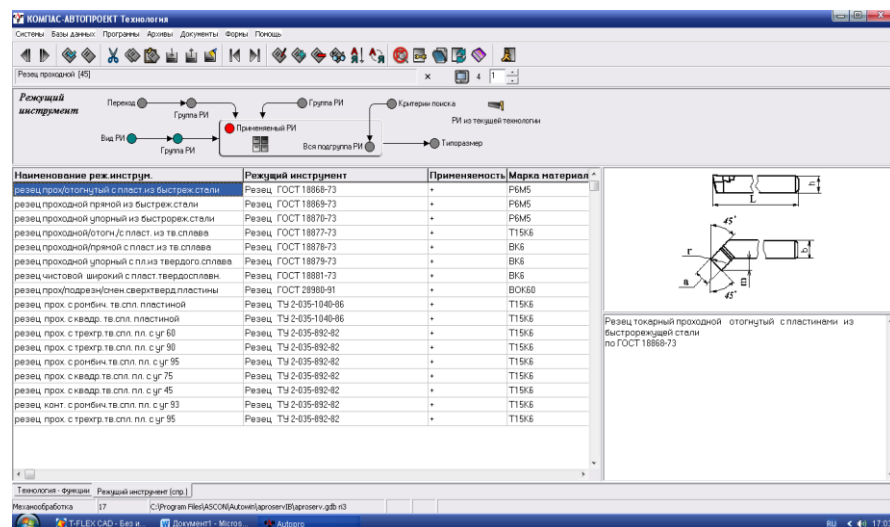 КОМПАС-АВТОПРОЕКТ Технология
Системы Базы данных Программы Архивы Документы Формы Помощь
Резец проходной [45]
4 1
Режущий инструмент
Переход
Группа РИ
Группа РИ
Критерии поиска
РИ из текущей технологии
Применяемый РИ
Вид РИ
Группа РИ
Вся подгруппа РИ
Типоразмер
Наименование реж.инструм. Режущий инструмент Применяемость Марка материал
резец прох/отогнутый с пласт.из быстреж.стали Резец ГОСТ 18868-73 + Р6М5
резец проходной прямой из быстреж.стали Резец ГОСТ 18869-73 + Р6М5
резец проходной упорный из быстрореж.стали Резец ГОСТ 18870-73 + Р6М5
резец проходной/отогн./с пласт. из тв.сплава Резец ГОСТ 18877-73 + Т15К6
резец проходной/прямой с пласт.из тв.сплава Резец ГОСТ 18878-73 + ВК6
резец проходной упорный с пл.из твердого.сплава Резец ГОСТ 18879-73 + ВК6
резец чистовой широкий с пласт.твердосплавн. Резец ГОСТ 18881-73 + ВК6
резец прох/подрезн/смен.сверхтверд.пластины Резец ГОСТ 28980-91 + ВОК60
резец прох. с ромбич. тв.спл. пластиной Резец ТУ 2-035-1040-86 + Т15К6
резец прох. с квадр. тв.спл. пластиной Резец ТУ 2-035-1040-86 + Т15К6
резец прох. с трехгр.тв.спл. пл. с уг 60 Резец ТУ 2-035-892-82 + Т15К6
резец прох. с трехгр.тв.спл. пл. с уг 90 Резец ТУ 2-035-892-82 + Т15К6
резец прох. с ромбич.тв.спл. пл. с уг 95 Резец ТУ 2-035-892-82 + Т15К6
резец прох. с квадр.тв.спл. пл. с уг 75 Резец ТУ 2-035-892-82 + Т15К6
резец прох. с квадр.тв.спл. пл. с уг 45 Резец ТУ 2-035-892-82 + Т15К6
резец конт. с ромбич.тв.спл. пл. с уг 93 Резец ТУ 2-035-892-82 + Т15К6
резец прох. с трехгр.тв.спл. пл. с уг 95 Резец ТУ 2-035-892-82 + Т15К6
h
L
45°
r
b
a
m
45°
Резец токарный проходной отогнутый с пластинами из
быстрорежущей стали
по ГОСТ 18868-73
Технология - функции Режущий инструмент (спр.)
Механообработка 17 C:\Program Files\ASCON\Autowin\aproservIB\aproserv.gdb ri3
T-FLEX CAD - Без и... Документ1 - Micros... Autopro RU 17:03